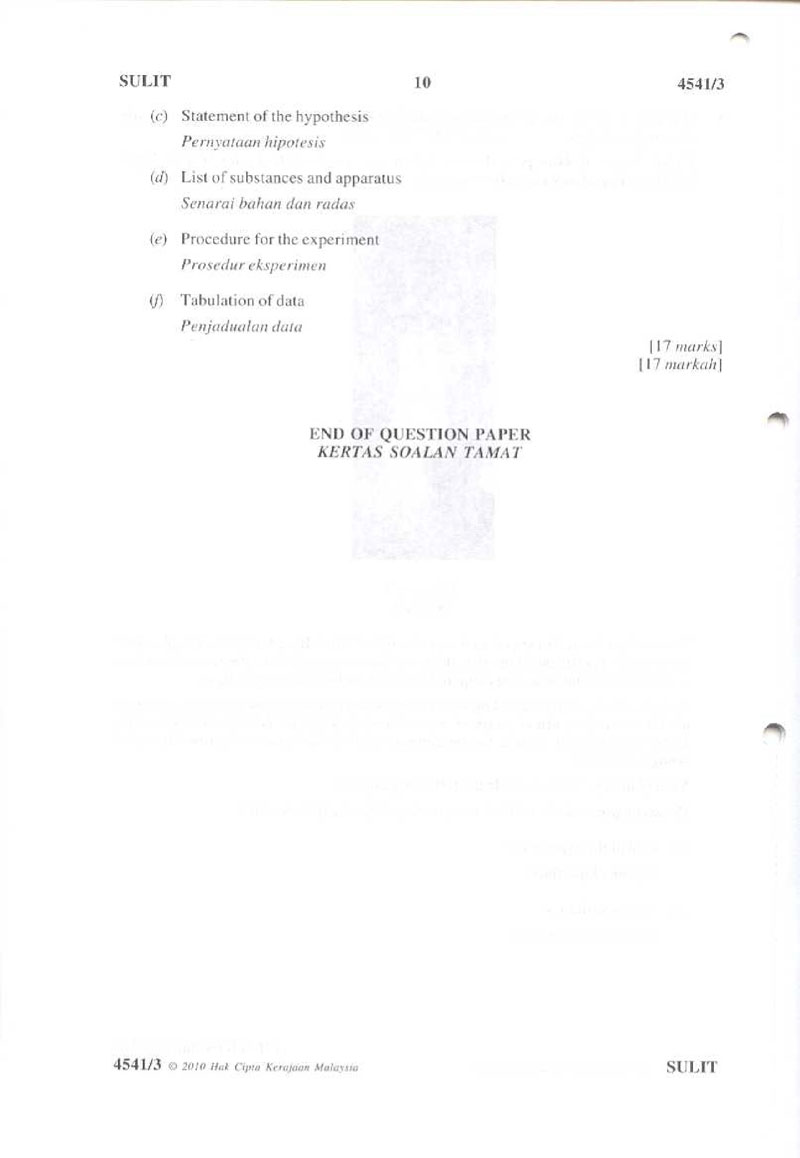 SULIT 10 4541/3
(c) Statement of the hypothesis
Pernyataan hipotesis
(d) List of substances and apparatus
Senarai bahan dan radas
(e) Procedure for the experiment
Prosedur eksperimen
(f) Tabulation of data
Penjadualan data
[17 marks]
[17 markah]
END OF QUESTION PAPER
KERTAS SOALAN TAMAT
4541/3 © 2010 Hak Cipta Kerajaan Malaysia SULIT